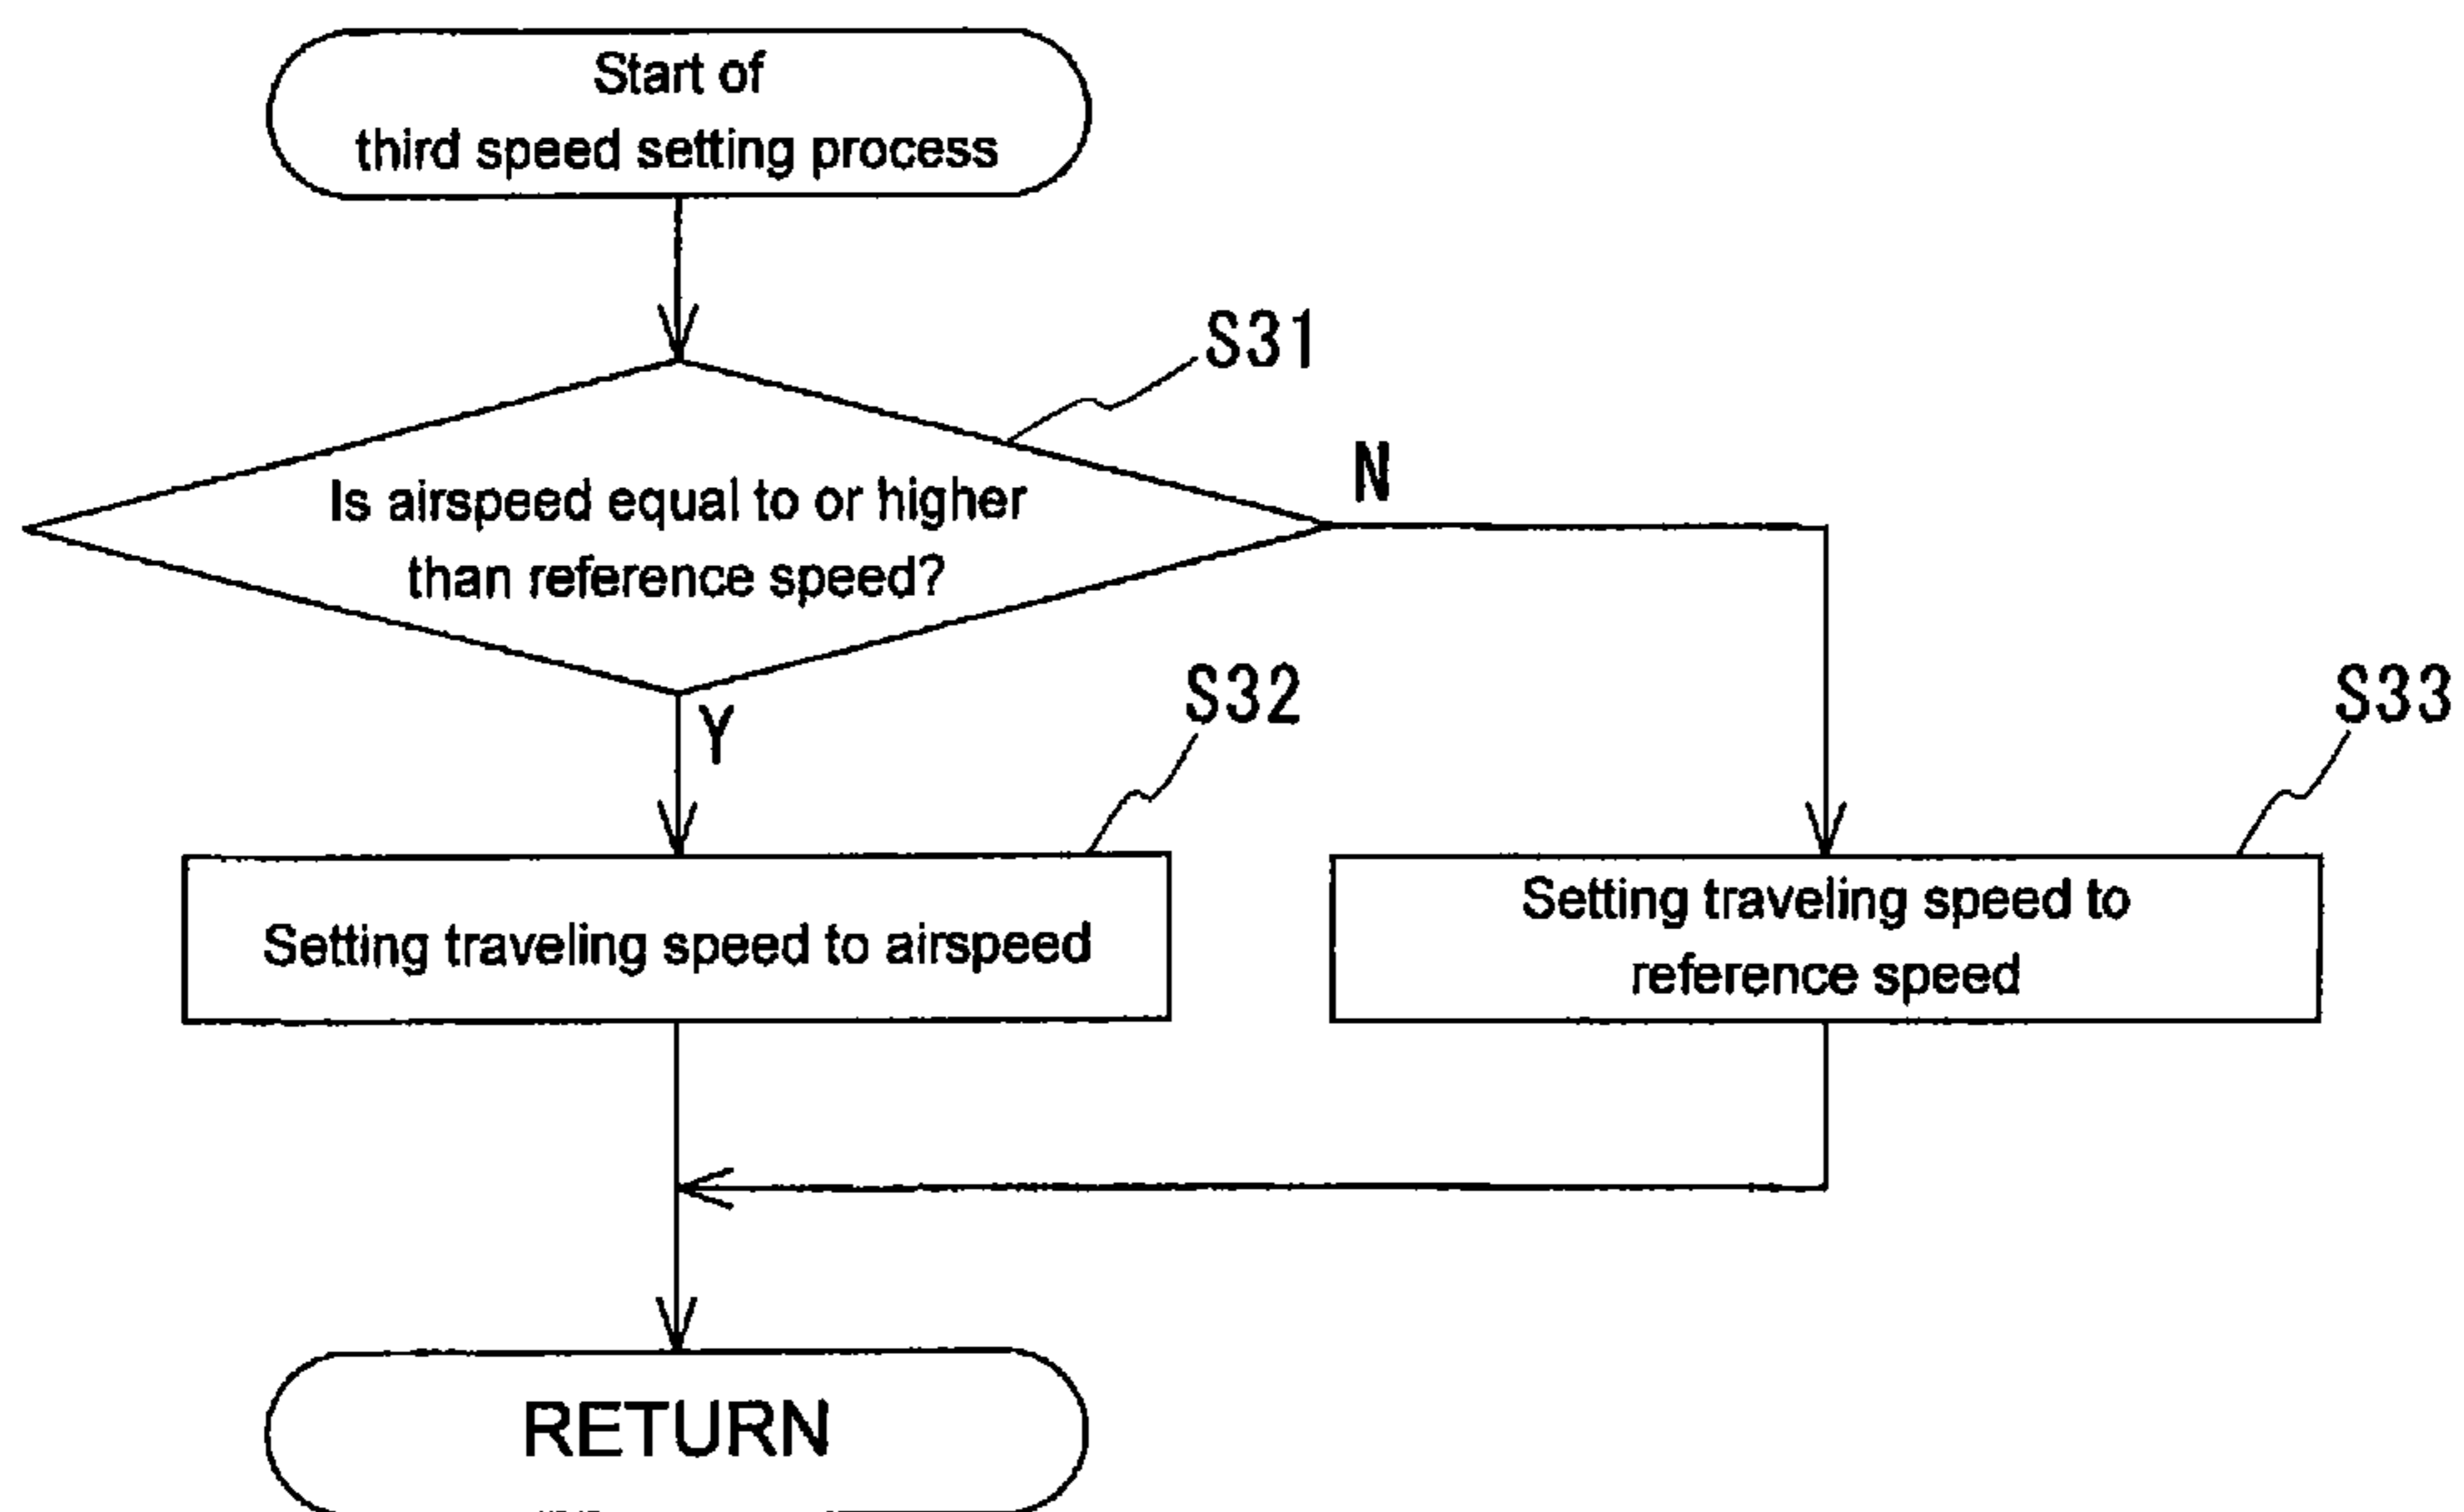 Start of
third speed setting process
S31
N
Is airspeed equal to or higher
than reference speed?
Y
S32
S33
Setting traveling speed to airspeed
Setting traveling speed to
reference speed
RETURN